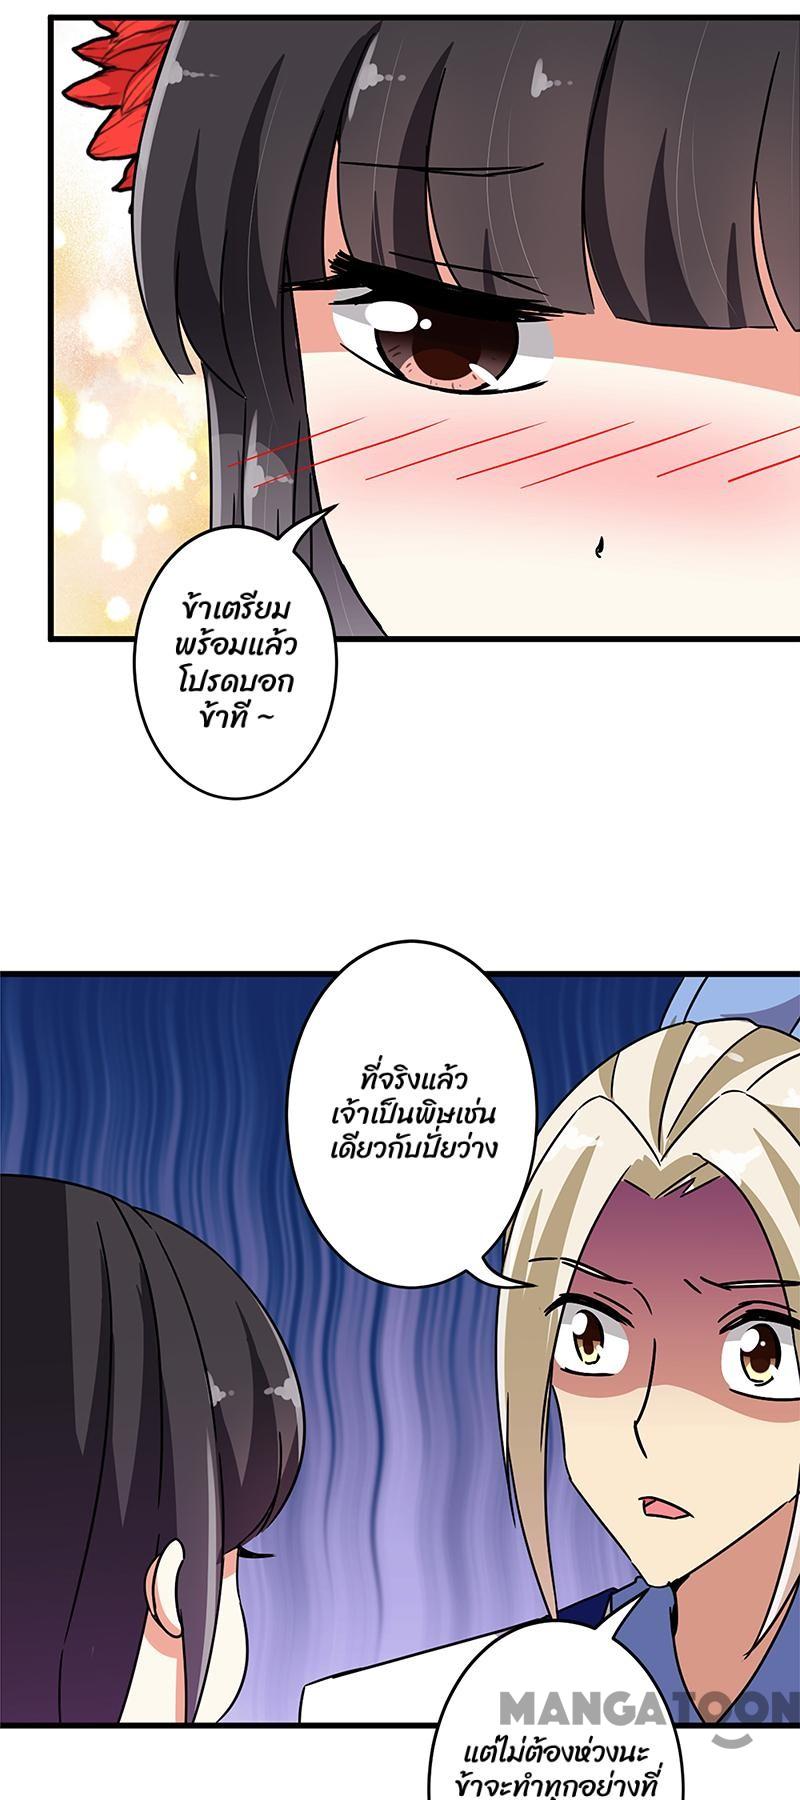 ข้าเตรียม
พร้อมแล้ว
โปรดบอก
ข้าที ~
ที่จริงแล้ว
เจ้าเป็นพิษเช่น
เดียวกับปั่ยว่าง
MANGATOON
แต่ไม่ต้องห่วงนะ
ข้าจะทำทุกอย่างที่